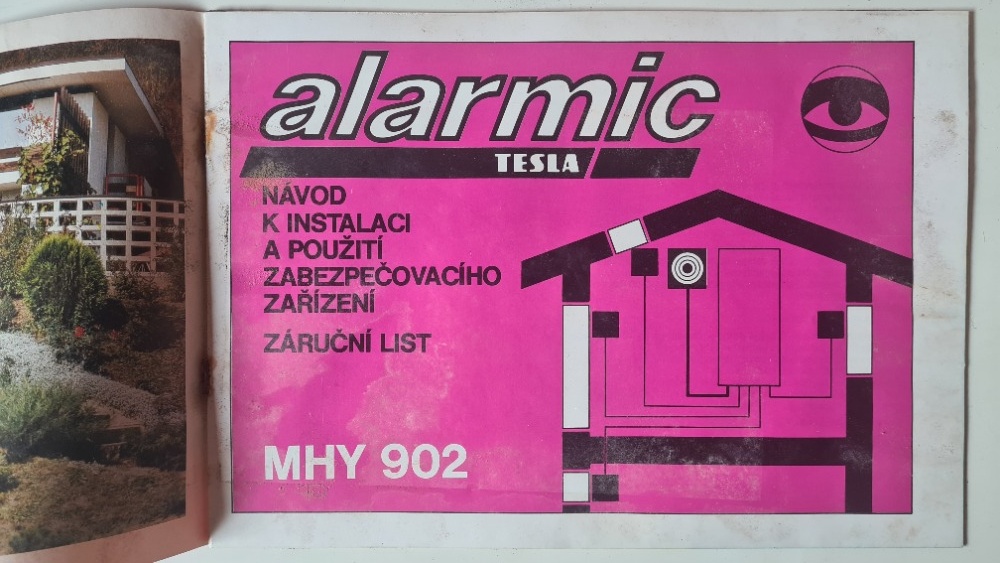 alarmic
TESLA
NÁVOD
K INSTALACI
A POUŽITÍ
ZABEZPEČOVACÍHO
ZAŘÍZENÍ
ZÁRUČNÍ LIST
MHY 902